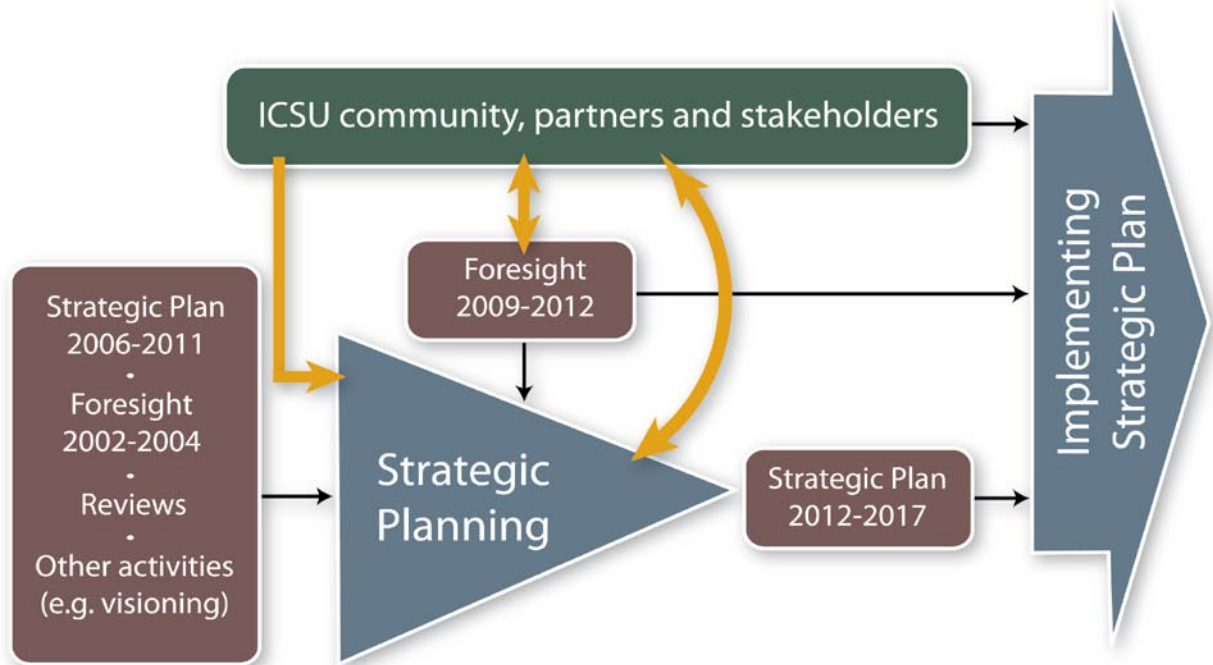 ICSU community, partners and stakeholders
Foresight
2009-2012
Strategic Plan
2006-2011
·
Foresight
2002-2004
·
Reviews
·
Other activities
(e.g. visioning)
Strategic
Planning
Strategic Plan
2012-2017
Implementing
Strategic Plan